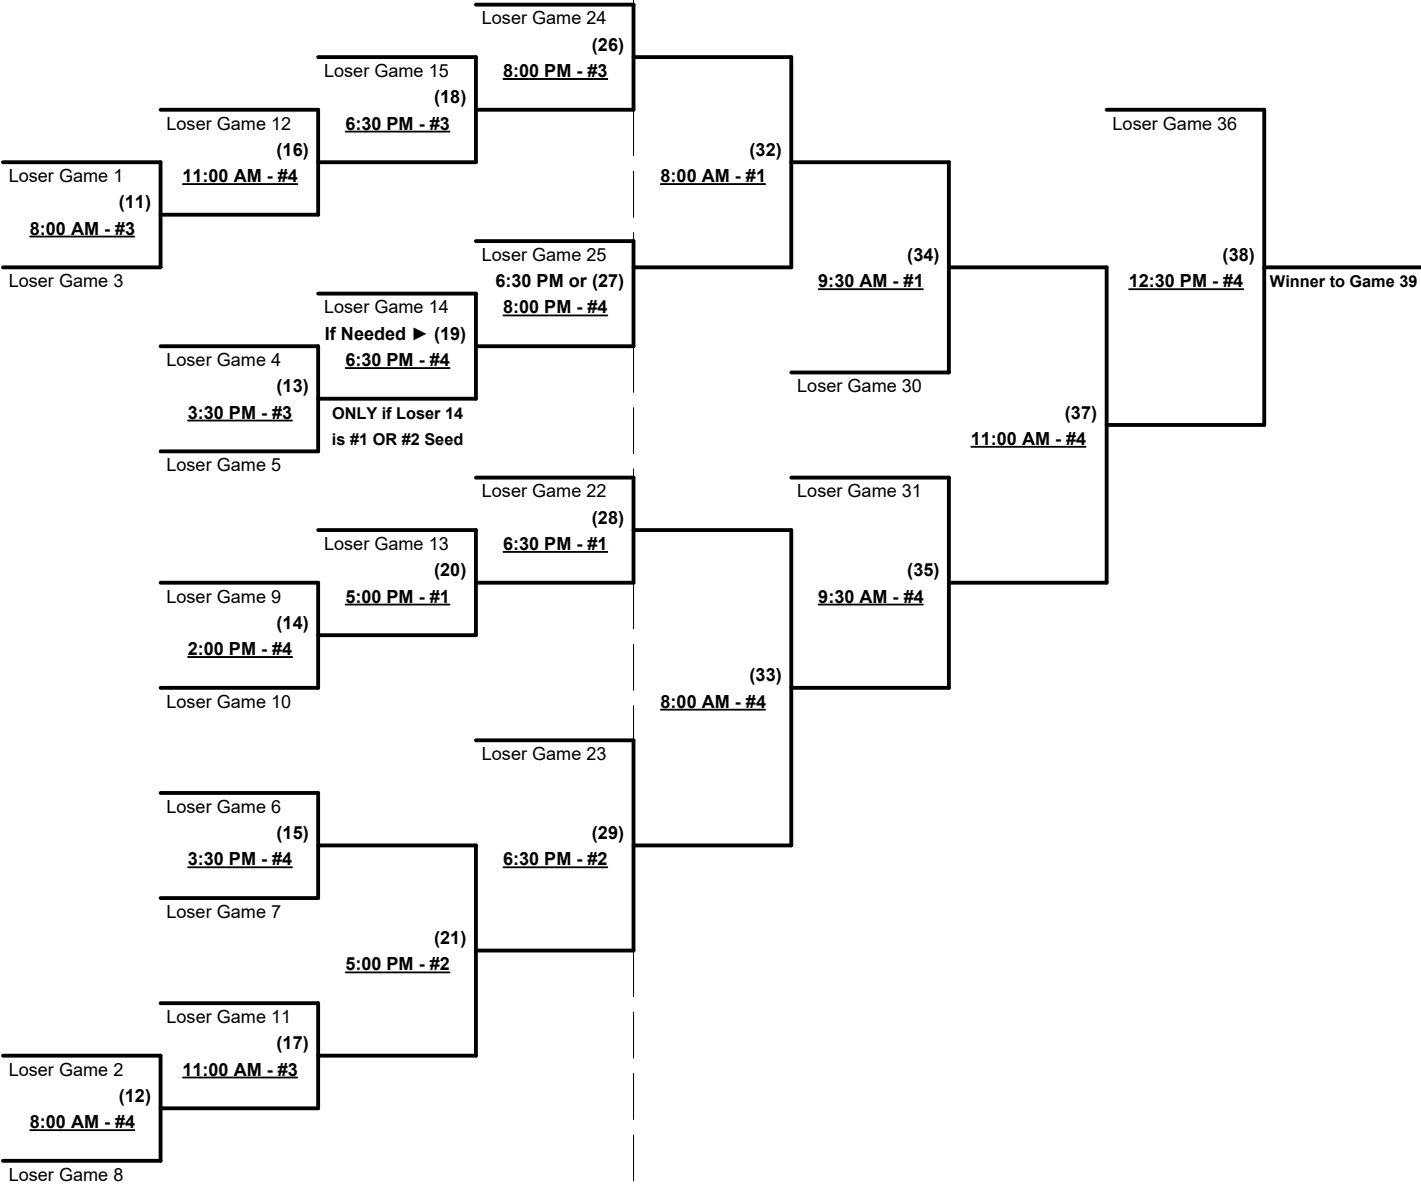 Loser Game 24
(26)
8:00 PM - #3
Loser Game 15
(18)
6:30 PM - #3
Loser Game 12
(16)
11:00 AM - #4
Loser Game 1
(11)
8:00 AM - #3
Loser Game 3
(32)
8:00 AM - #1
Loser Game 36
(38)
12:30 PM - #4
Winner to Game 39
Loser Game 25
6:30 PM or (27)
8:00 PM - #4
(34)
9:30 AM - #1
Loser Game 14
If Needed ► (19)
6:30 PM - #4
Loser Game 4
(13)
3:30 PM - #3
ONLY if Loser 14
is #1 OR #2 Seed
Loser Game 5
Loser Game 30
(37)
11:00 AM - #4
Loser Game 22
(28)
6:30 PM - #1
Loser Game 31
(35)
9:30 AM - #4
Loser Game 13
(20)
5:00 PM - #1
Loser Game 9
(14)
2:00 PM - #4
Loser Game 10
(33)
8:00 AM - #4
Loser Game 23
(29)
6:30 PM - #2
Loser Game 6
(15)
3:30 PM - #4
Loser Game 7
(21)
5:00 PM - #2
Loser Game 11
(17)
11:00 AM - #3
Loser Game 2
(12)
8:00 AM - #4
Loser Game 8